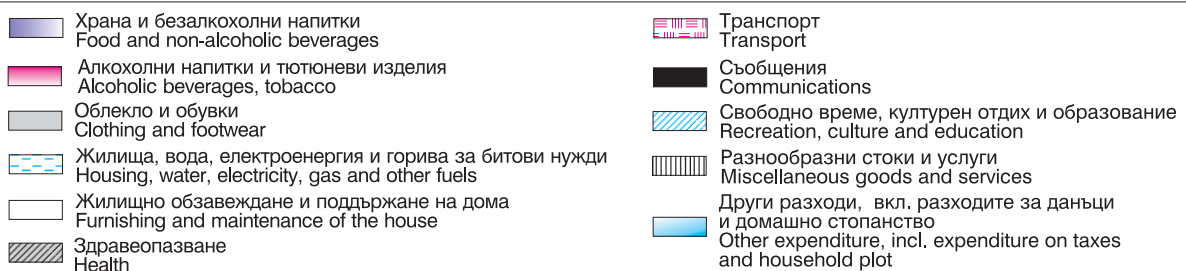 Храна и безалкохолни напитки
Food and non-alcoholic beverages
Алкохолни напитки и тютюневи изделия
Alcoholic beverages, tobacco
Облекло и обувки
Clothing and footwear
Жилища, вода, електроенергия и горива за битови нужди
Housing, water, electricity, gas and other fuels
Жилищно обзавеждане и поддържане на дома
Furnishing and maintenance of the house
Здравеопазване
Health
Транспорт
Transport
Съобщения
Communications
Свободно време, културен отдих и образование
Recreation, culture and education
Разнообразни стоки и услуги
Miscellaneous goods and services
Други разходи, вкл. разходите за данъци
и домашно стопанство
Other expenditure, incl. expenditure on taxes
and household plot